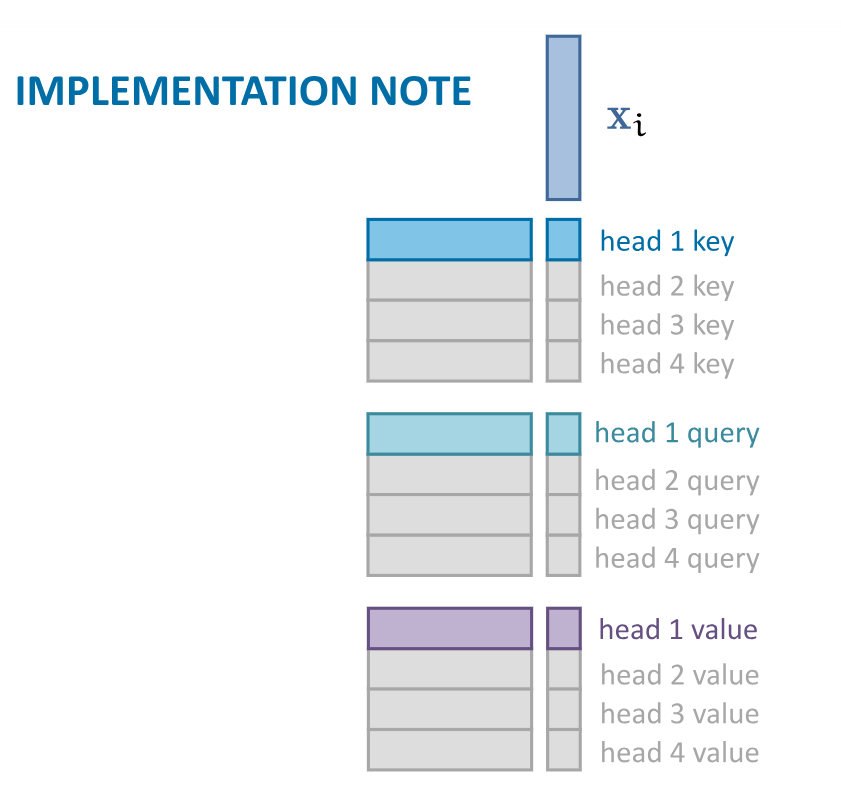 IMPLEMENTATION NOTE
xᵢ
head 1 key
head 2 key
head 3 key
head 4 key
head 1 query
head 2 query
head 3 query
head 4 query
head 1 value
head 2 value
head 3 value
head 4 value